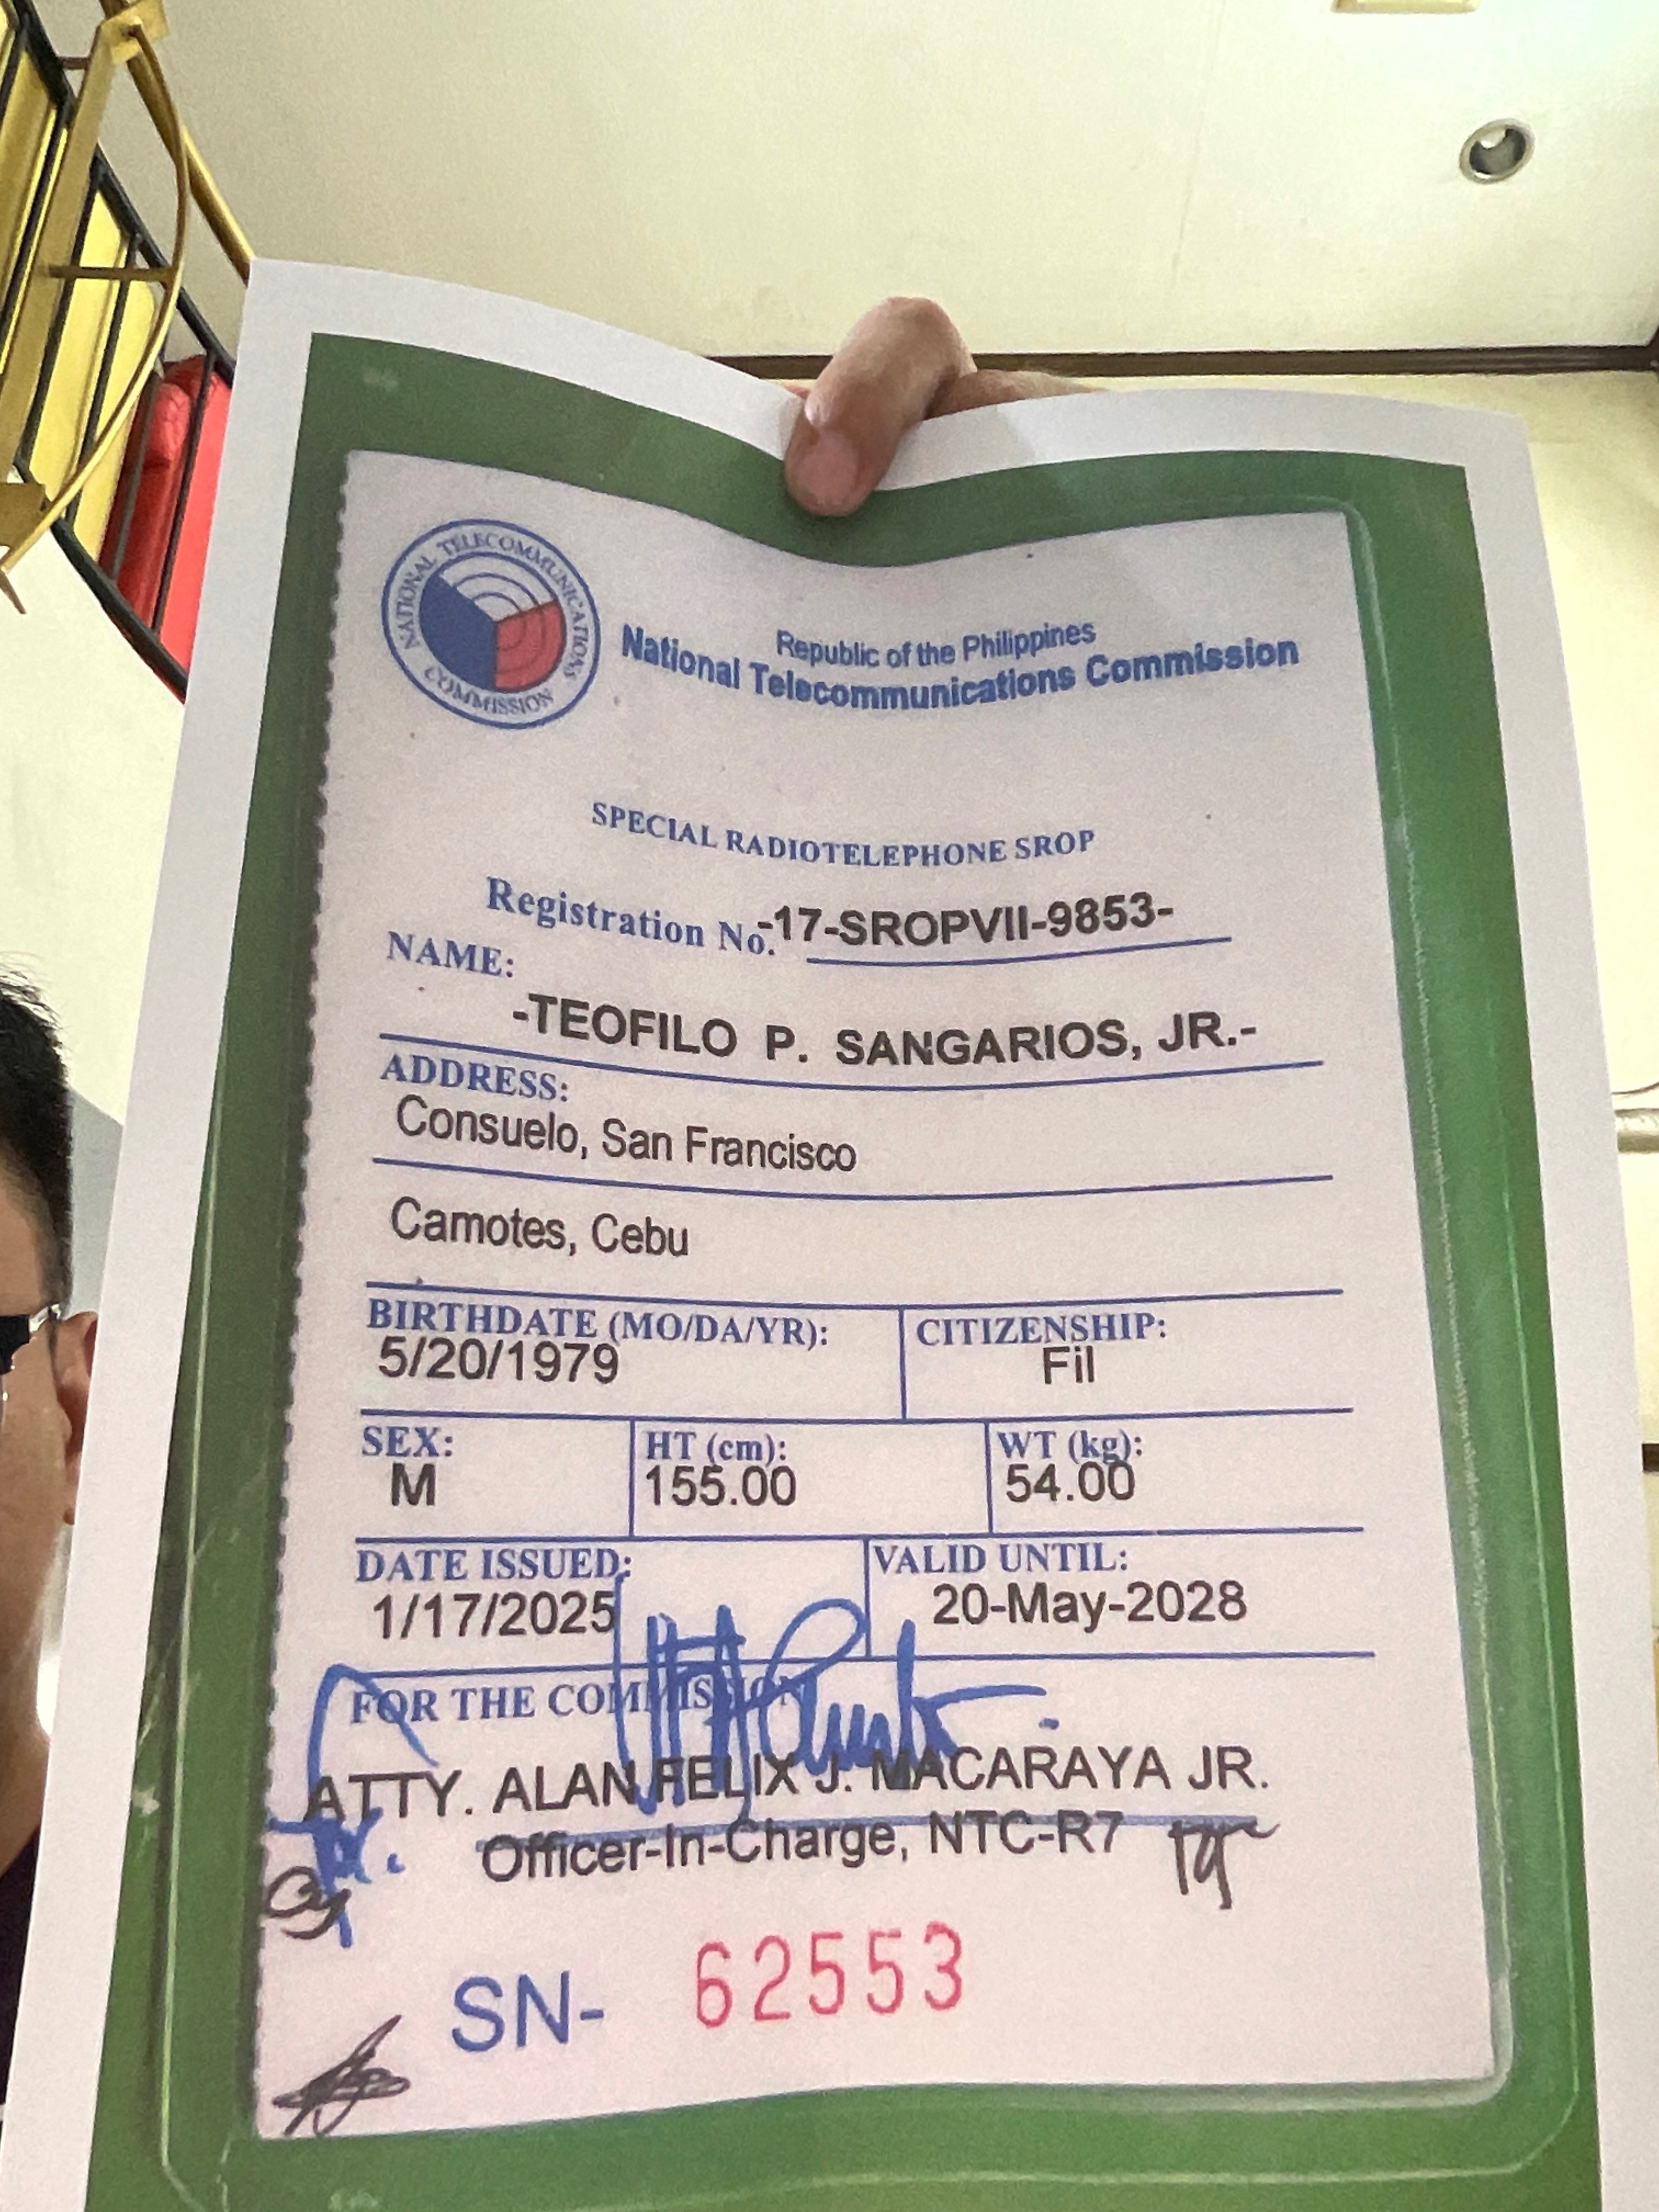 NATIONAL TELECOMMUNICATIONS COMMISSION
Republic of the Philippines
National Telecommunications Commission
SPECIAL RADIOTELEPHONE SROP
Registration No. -17-SROPVII-9853-
NAME:
-TEOFILO P. SANGARIOS, JR.-
ADDRESS:
Consuelo, San Francisco
Camotes, Cebu
BIRTHDATE (MO/DA/YR): CITIZENSHIP:
5/20/1979 Fil
SEX: HT (cm): WT (kg):
M 155.00 54.00
DATE ISSUED: VALID UNTIL:
1/17/2025 20-May-2028
FOR THE COMMISSION
ATTY. ALAN FELIX J. MACARAYA JR.
Officer-In-Charge, NTC-R7
SN- 62553